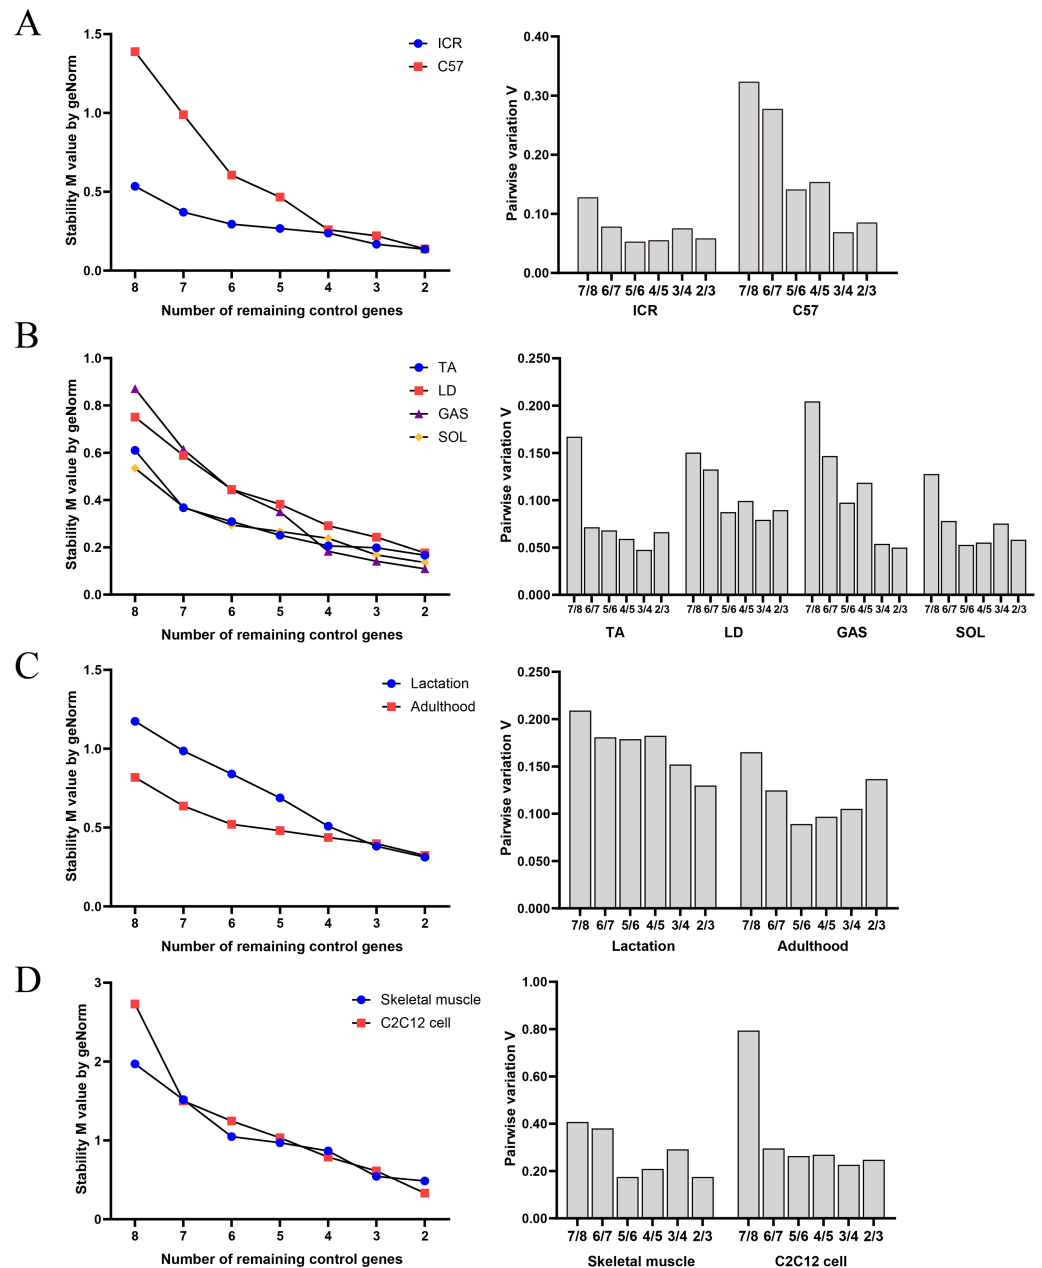 A
Stability M value by geNorm
1.5
1.0
0.5
0.0
8 7 6 5 4 3 2
Number of remaining control genes
ICR
C57
Pairwise variation V
0.40
0.30
0.20
0.10
0.00
7/8 6/7 5/6 4/5 3/4 2/3 7/8 6/7 5/6 4/5 3/4 2/3
ICR C57
B
Stability M value by geNorm
1.0
0.8
0.6
0.4
0.2
0.0
8 7 6 5 4 3 2
Number of remaining control genes
TA
LD
GAS
SOL
Pairwise variation V
0.250
0.200
0.150
0.100
0.050
0.000
7/8 6/7 5/6 4/5 3/4 2/3 7/8 6/7 5/6 4/5 3/4 2/3 7/8 6/7 5/6 4/5 3/4 2/3 7/8 6/7 5/6 4/5 3/4 2/3
TA LD GAS SOL
C
Stability M value by geNorm
1.5
1.0
0.5
0.0
8 7 6 5 4 3 2
Number of remaining control genes
Lactation
Adulthood
Pairwise variation V
0.250
0.200
0.150
0.100
0.050
0.000
7/8 6/7 5/6 4/5 3/4 2/3 7/8 6/7 5/6 4/5 3/4 2/3
Lactation Adulthood
D
Stability M value by geNorm
3
2
1
0
8 7 6 5 4 3 2
Number of remaining control genes
Skeletal muscle
C2C12 cell
Pairwise variation V
1.00
0.80
0.60
0.40
0.20
0.00
7/8 6/7 5/6 4/5 3/4 2/3 7/8 6/7 5/6 4/5 3/4 2/3
Skeletal muscle C2C12 cell